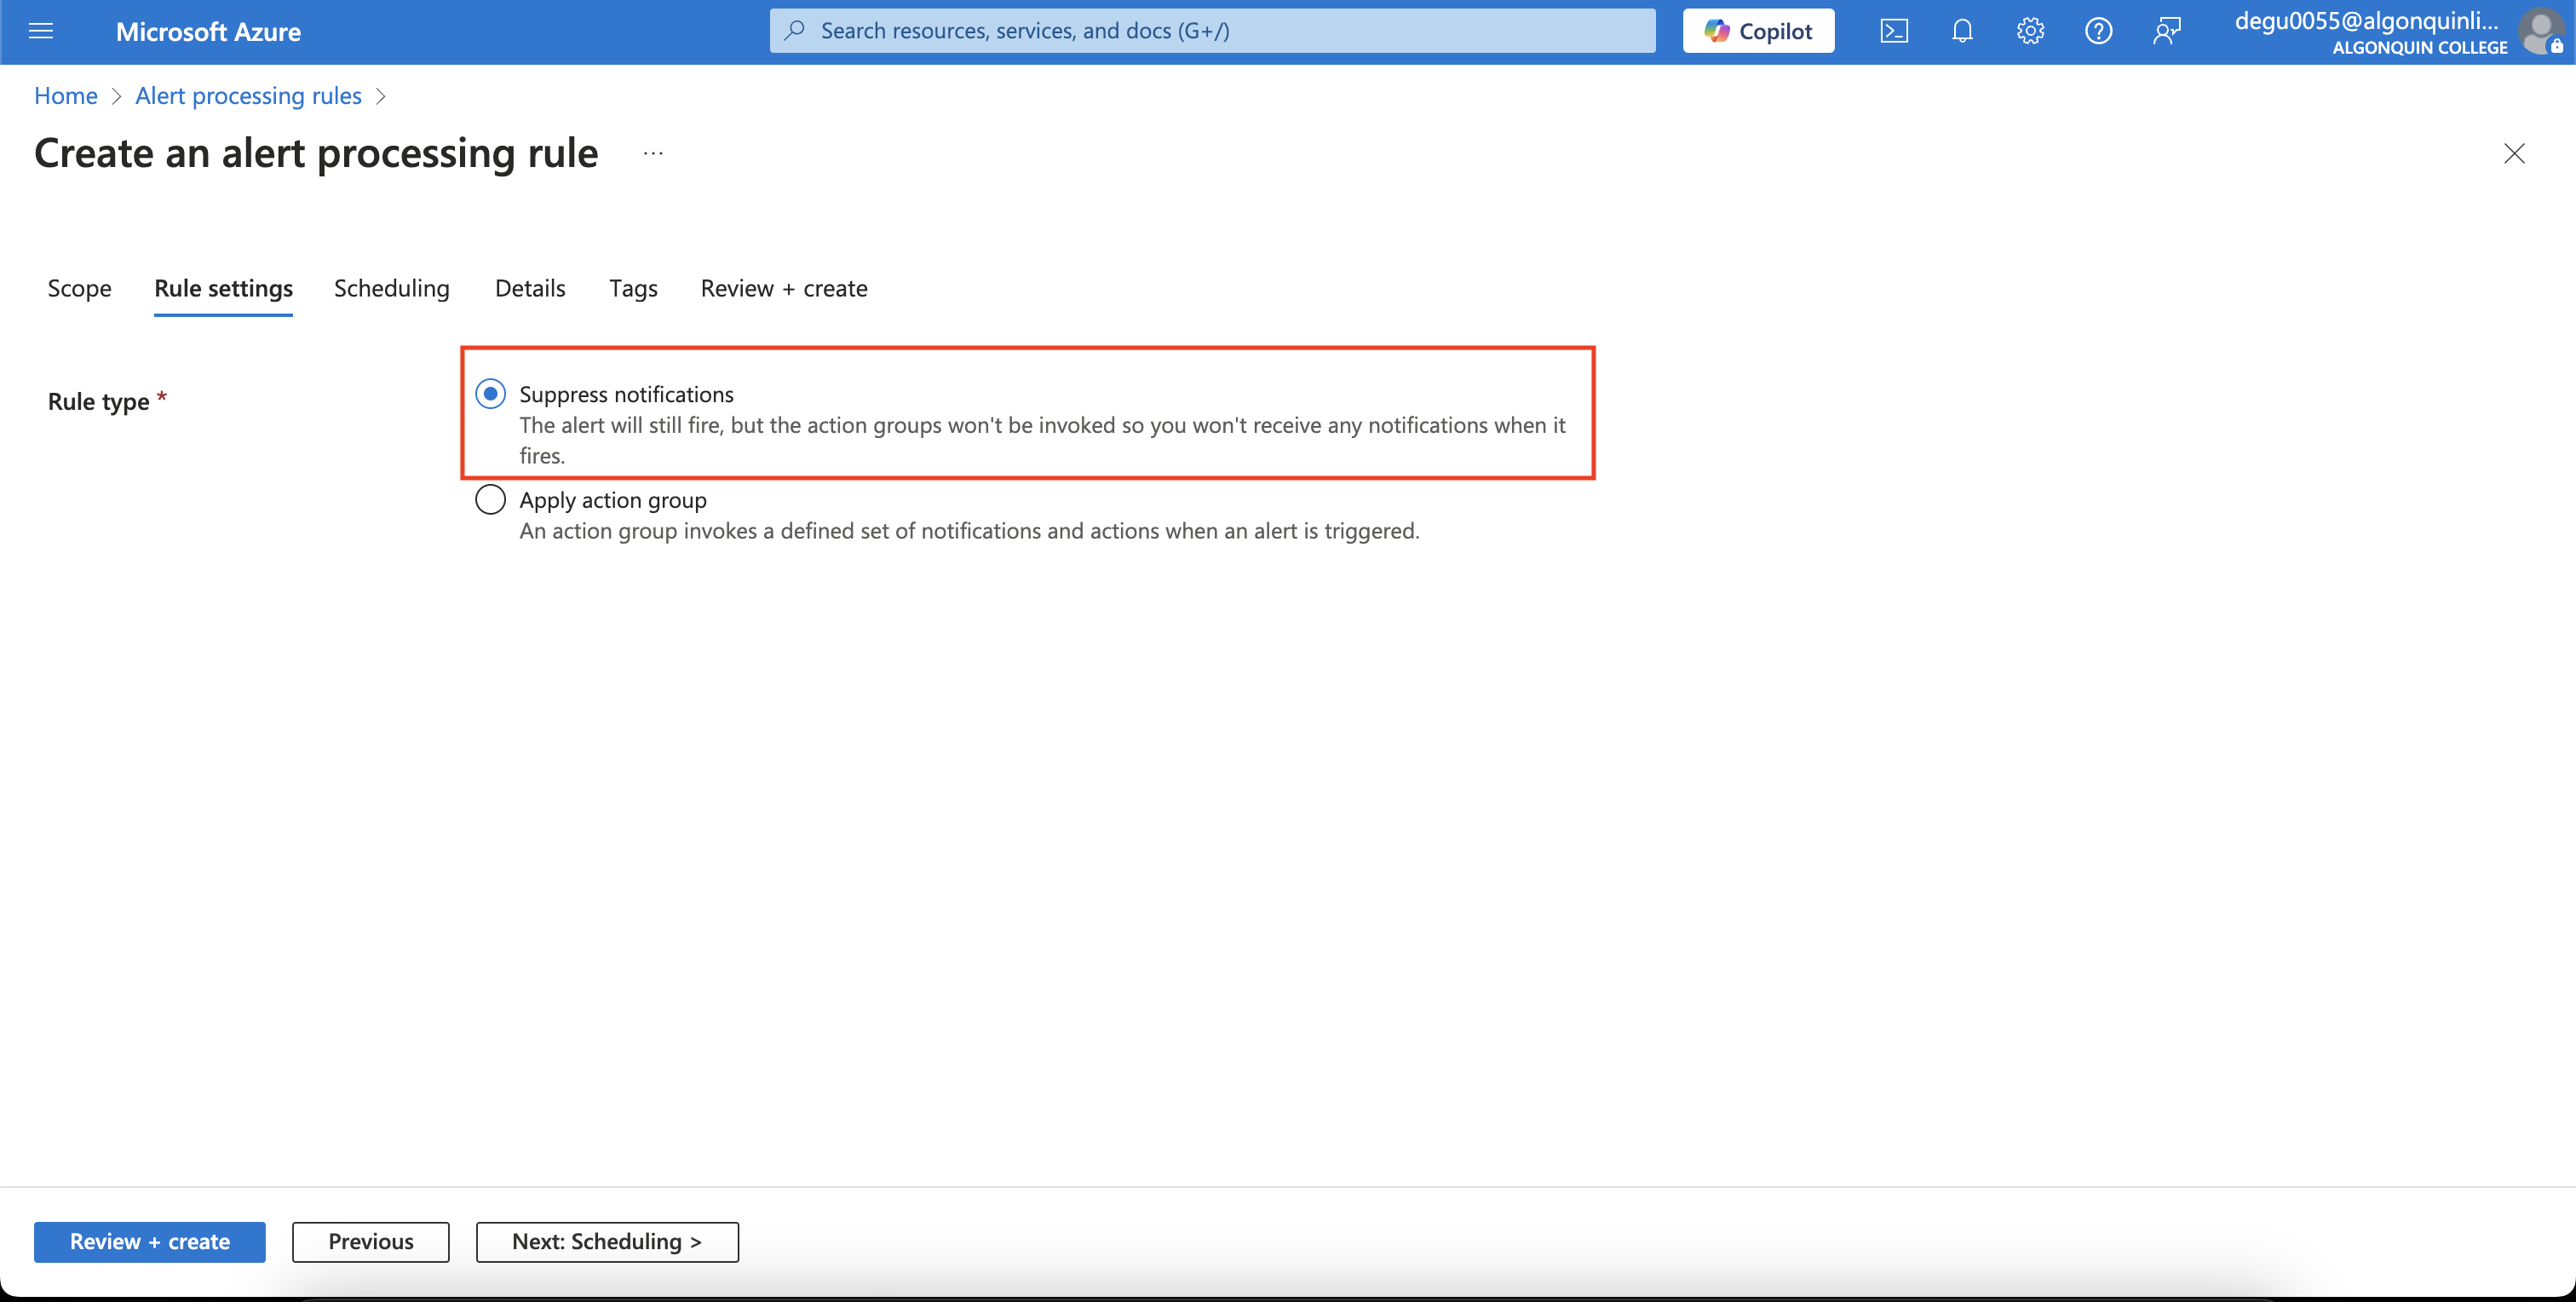 Microsoft Azure
Search resources, services, and docs (G+/)
Copilot
degu0055@algonquinli...
ALGONQUIN COLLEGE
Home > Alert processing rules >
Create an alert processing rule ...
Scope Rule settings Scheduling Details Tags Review + create
Rule type *
Suppress notifications
The alert will still fire, but the action groups won't be invoked so you won't receive any notifications when it
fires.
Apply action group
An action group invokes a defined set of notifications and actions when an alert is triggered.
Review + create Previous Next: Scheduling >